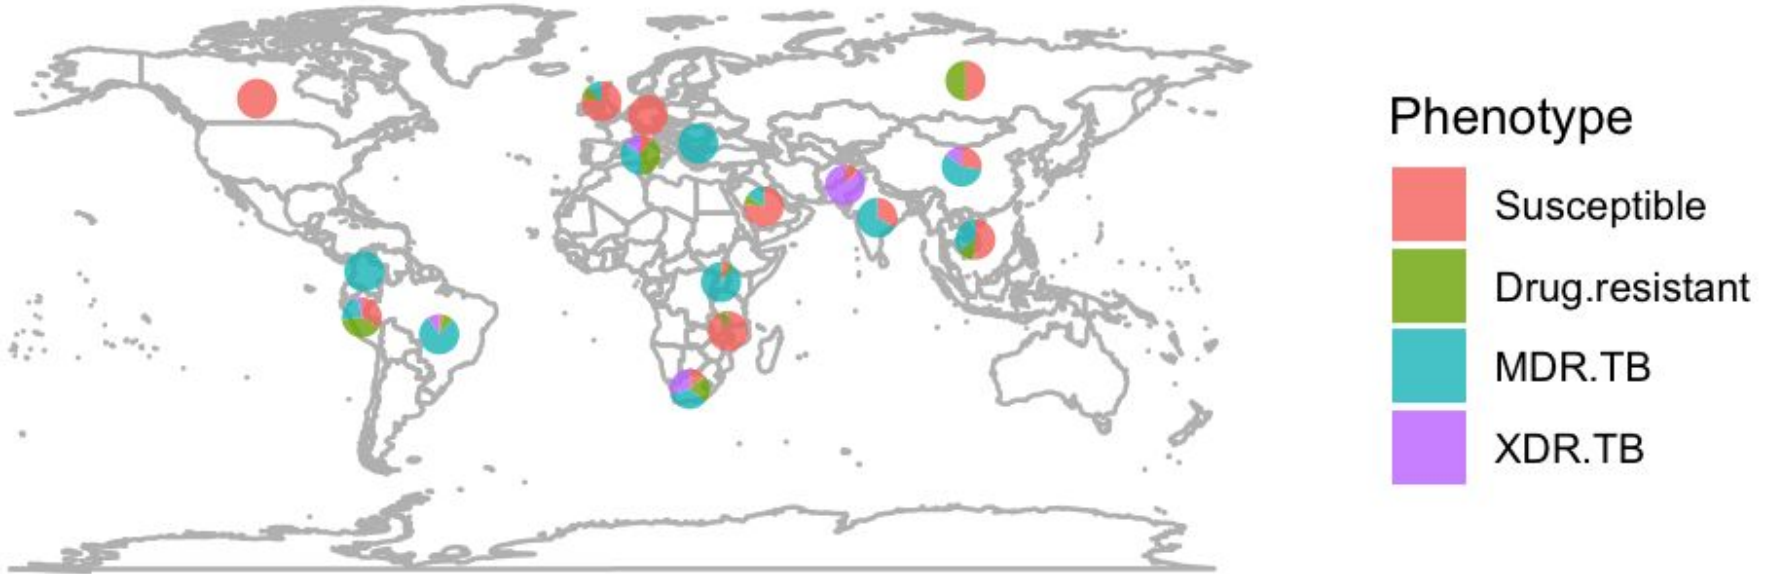 Phenotype
Susceptible
Drug.resistant
MDR.TB
XDR.TB